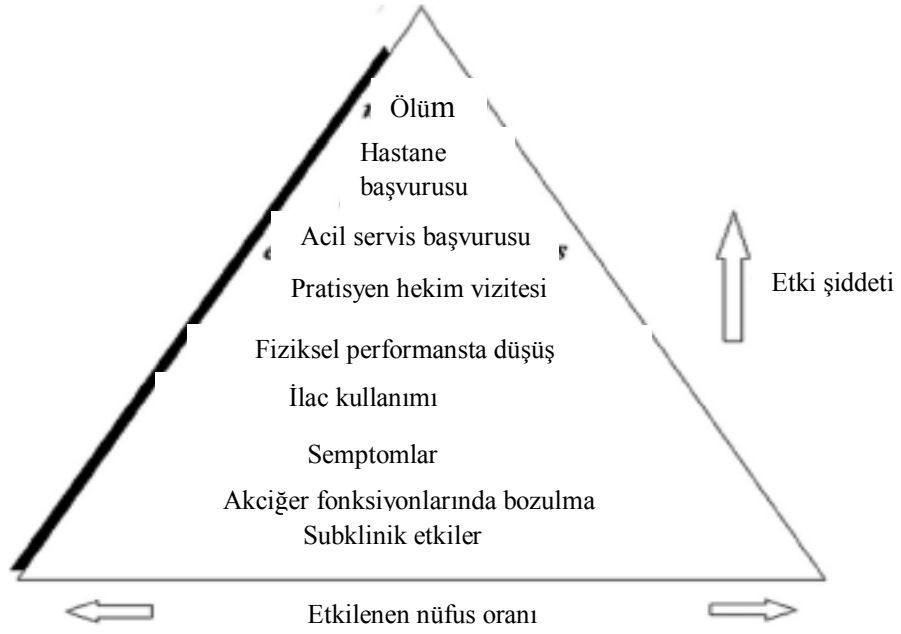 Ölüm
Hastane
başvurusu
Acil servis başvurusu
Pratisyen hekim vizitesi
Etki şiddeti
Fiziksel performansta düşüş
İlac kullanımı
Semptomlar
Akciğer fonksiyonlarında bozulma
Subklinik etkiler
Etkilenen nüfus oranı